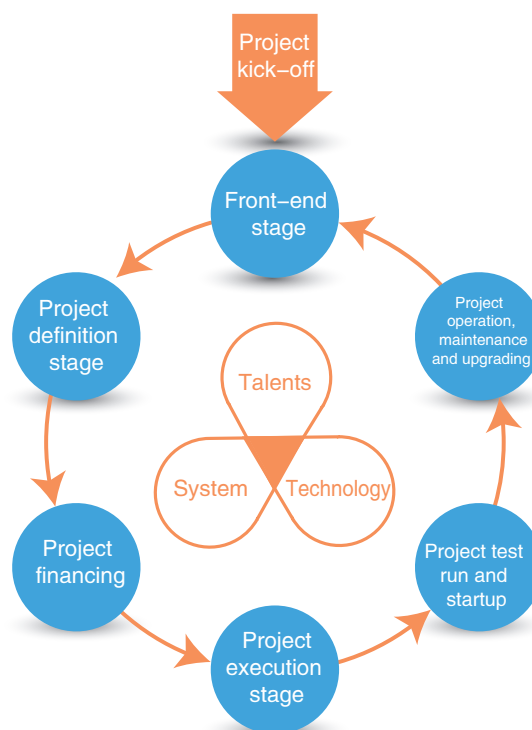 Project
kick–off
Front–end
stage
Project
definition
stage
Project
operation,
maintenance
and upgrading
Talents
System
Technology
Project
financing
Project test
run and
startup
Project
execution
stage